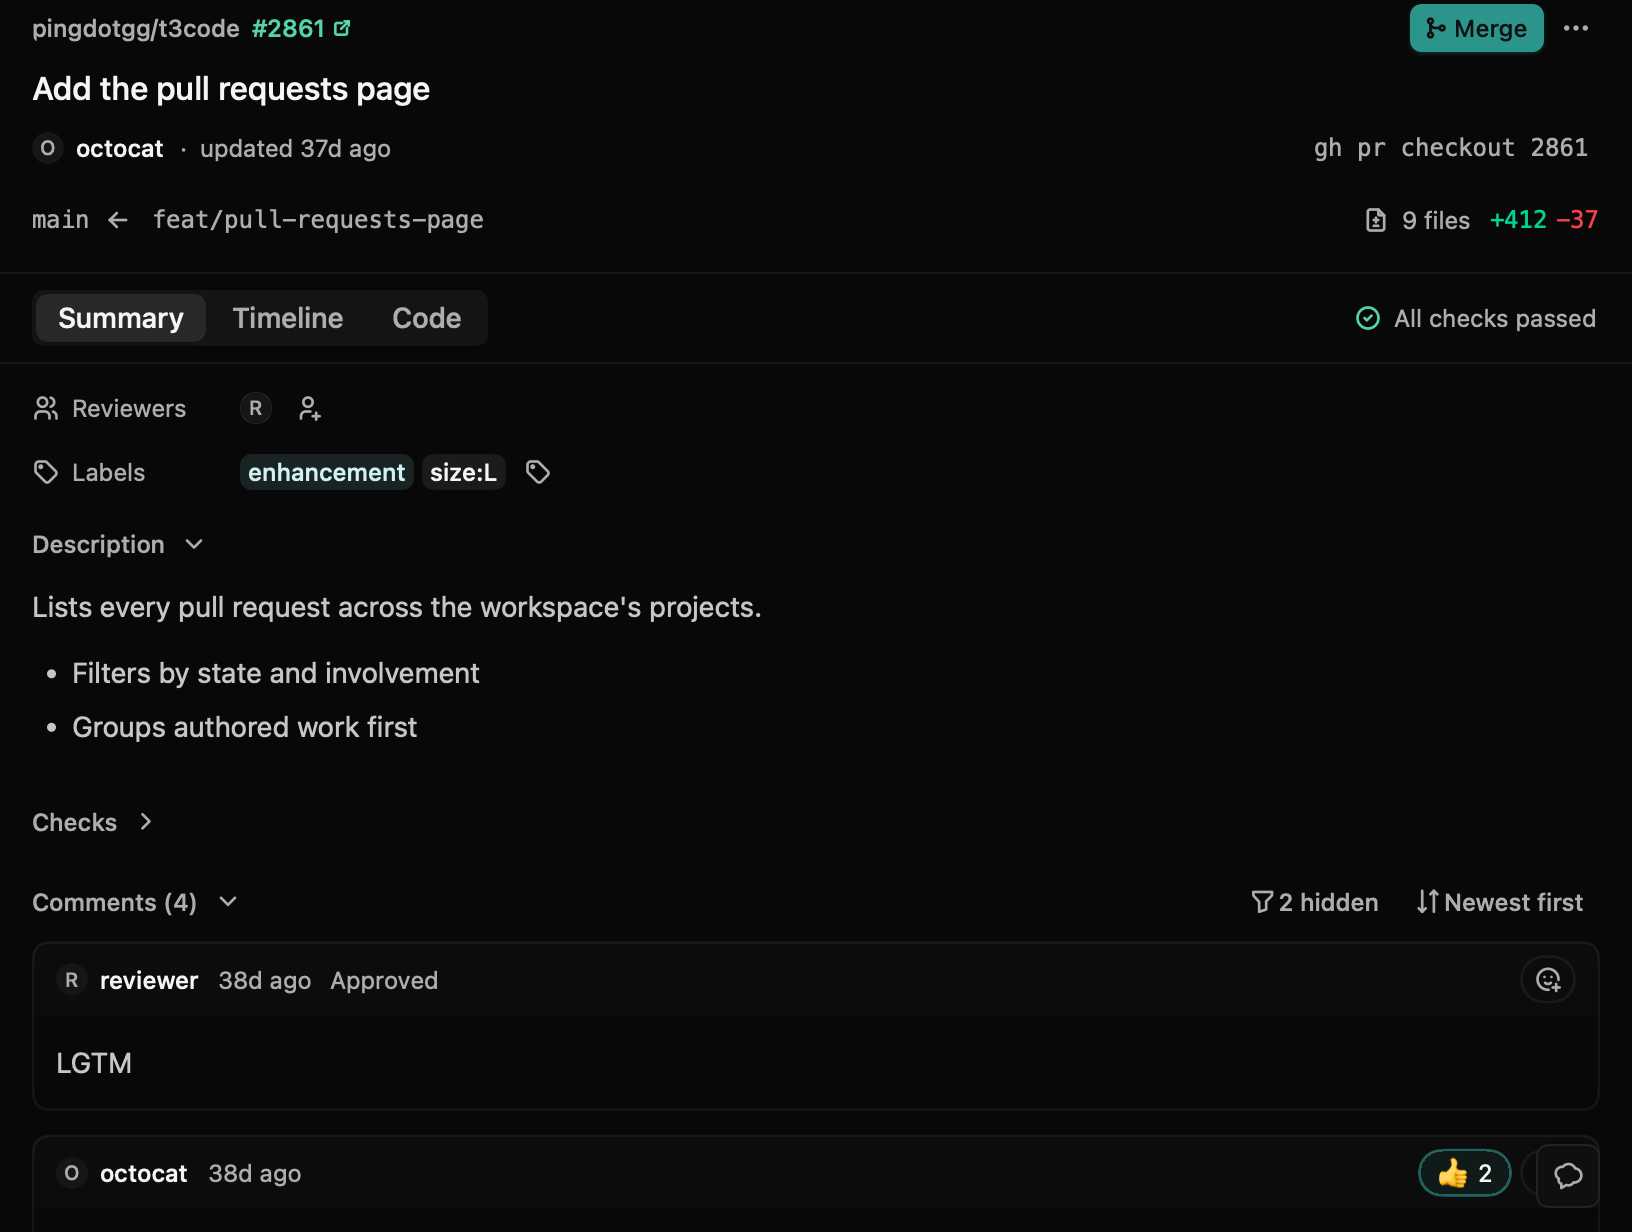 pingdotgg/t3code #2861
Merge
Add the pull requests page
O octocat · updated 37d ago
gh pr checkout 2861
main ← feat/pull-requests-page
9 files +412 −37
Summary Timeline Code
All checks passed
Reviewers R
Labels enhancement size:L
Description
Lists every pull request across the workspace's projects.
• Filters by state and involvement
• Groups authored work first
Checks
Comments (4)
2 hidden Newest first
R reviewer 38d ago Approved
LGTM
O octocat 38d ago
👍 2